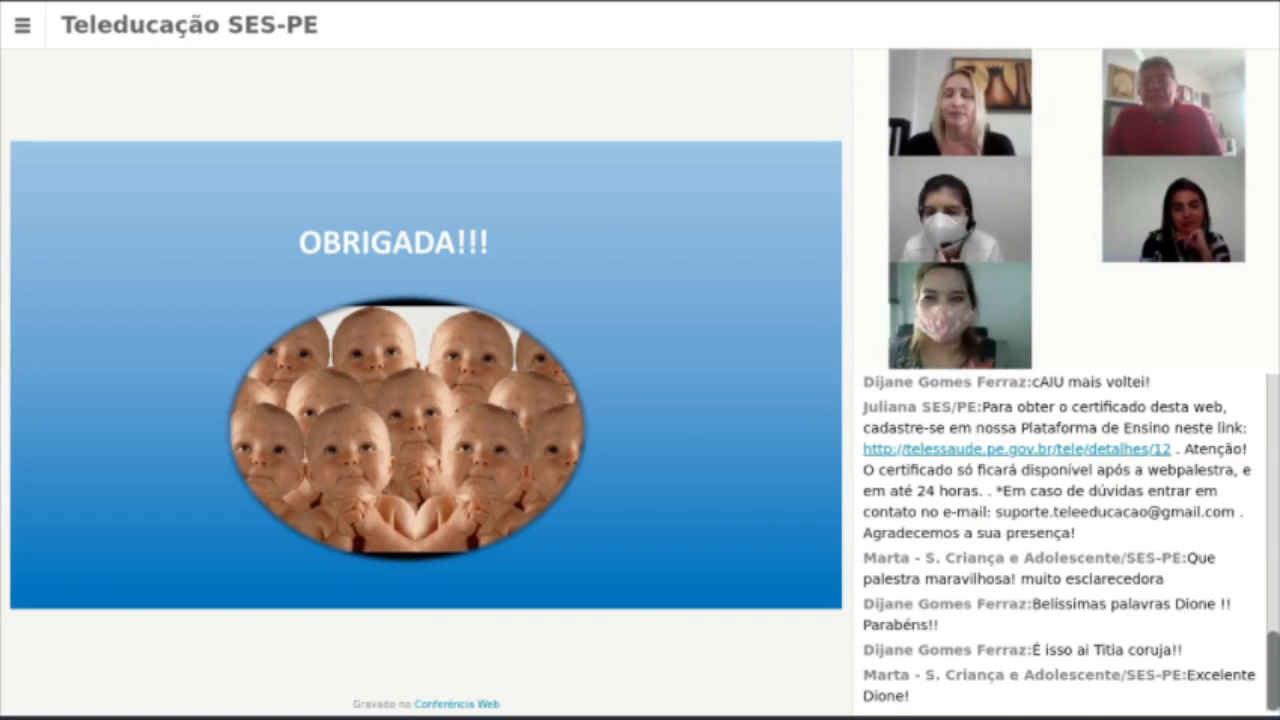 Teleducação SES-PE
OBRIGADA!!!
Gravado no Conferência Web
Dijane Gomes Ferraz:cAIU mais voltei!
Juliana SES/PE:Para obter o certificado desta web,
cadastre-se em nossa Plataforma de Ensino neste link:
http://telessaude.pe.gov.br/tele/detalhes/12 . Atenção!
O certificado só ficará disponível após a webpalestra, e
em até 24 horas. . *Em caso de dúvidas entrar em
contato no e-mail: suporte.teleeducacao@gmail.com .
Agradecemos a sua presença!
Marta - S. Criança e Adolescente/SES-PE:Que
palestra maravilhosa! muito esclarecedora
Dijane Gomes Ferraz:Belíssimas palavras Dione !!
Parabéns!!
Dijane Gomes Ferraz:É isso ai Titia coruja!!
Marta - S. Criança e Adolescente/SES-PE:Excelente
Dione!